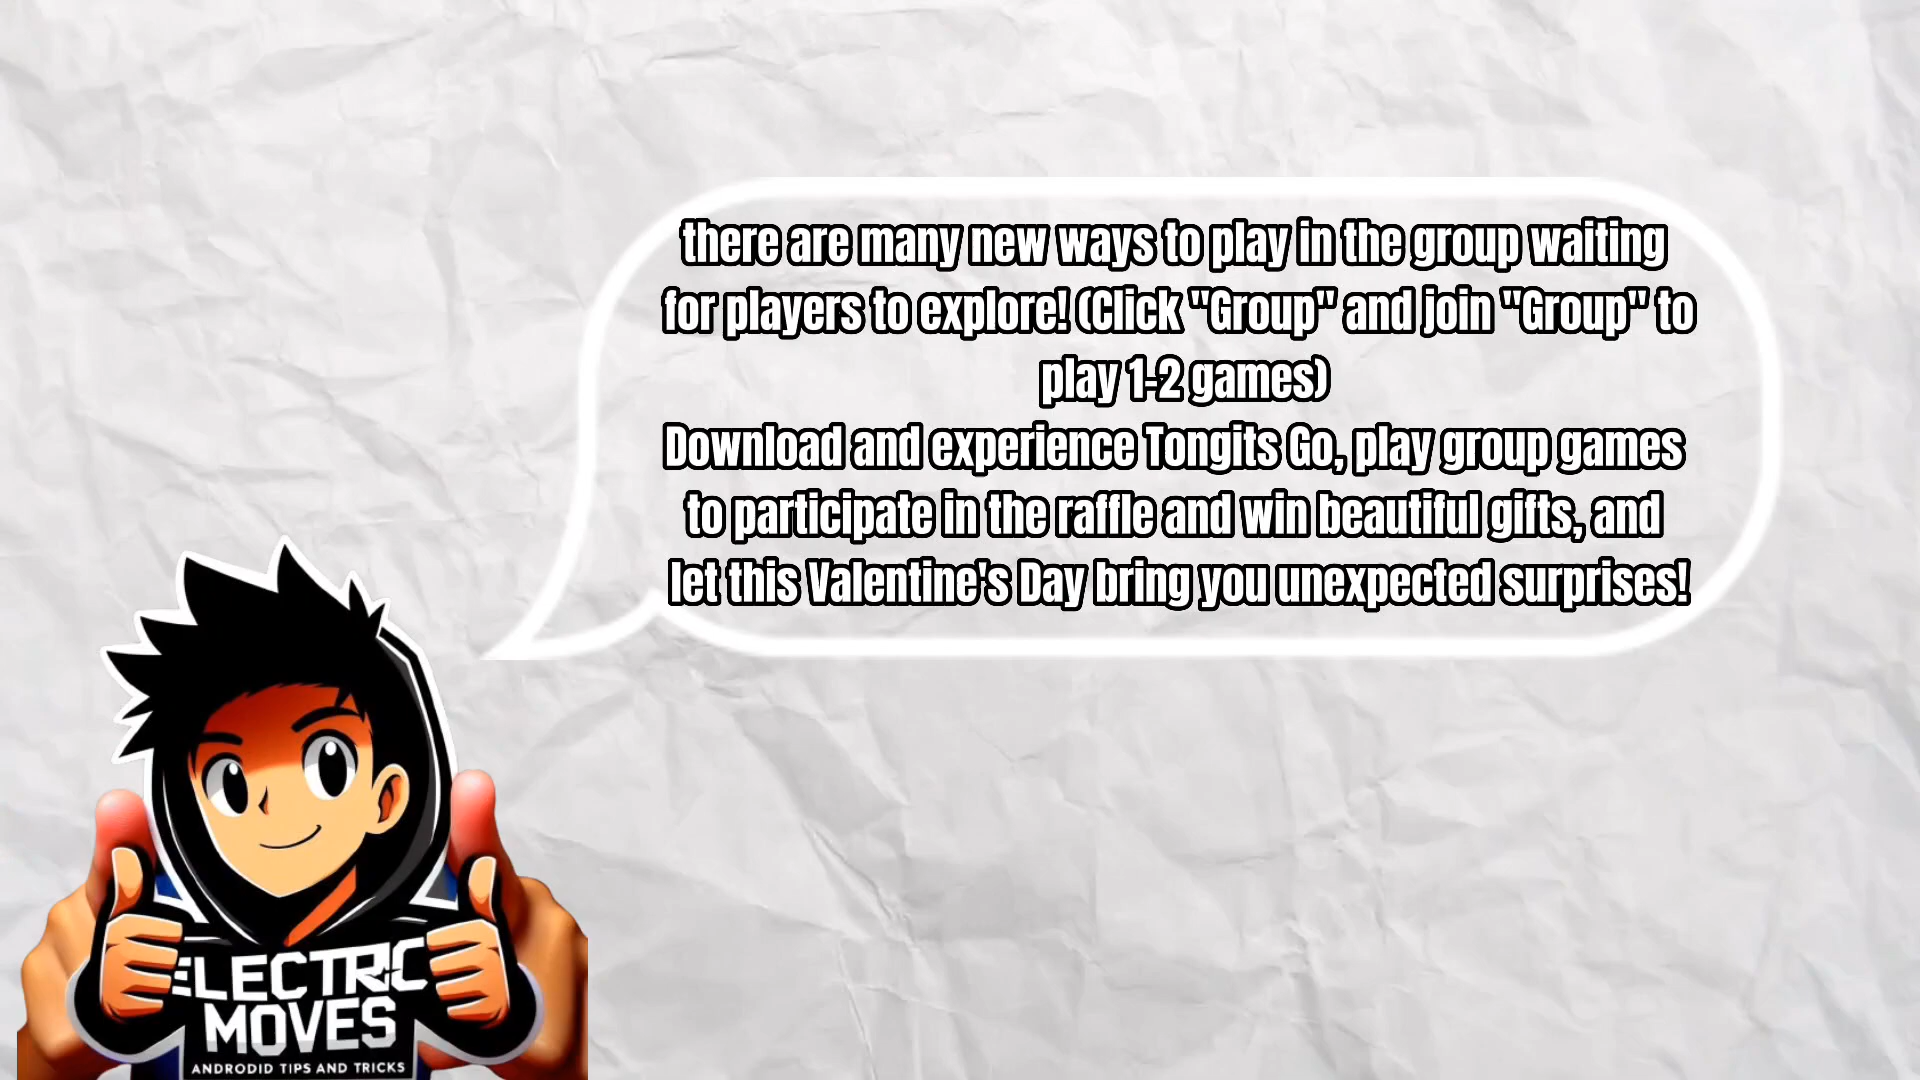 there are many new ways to play in the group waiting
for players to explore! (Click "Group" and join "Group" to
play 1-2 games)
Download and experience Tongits Go, play group games
to participate in the raffle and win beautiful gifts, and
let this Valentine's Day bring you unexpected surprises!
ELECTRIC
MOVES
ANDRODID TIPS AND TRICKS